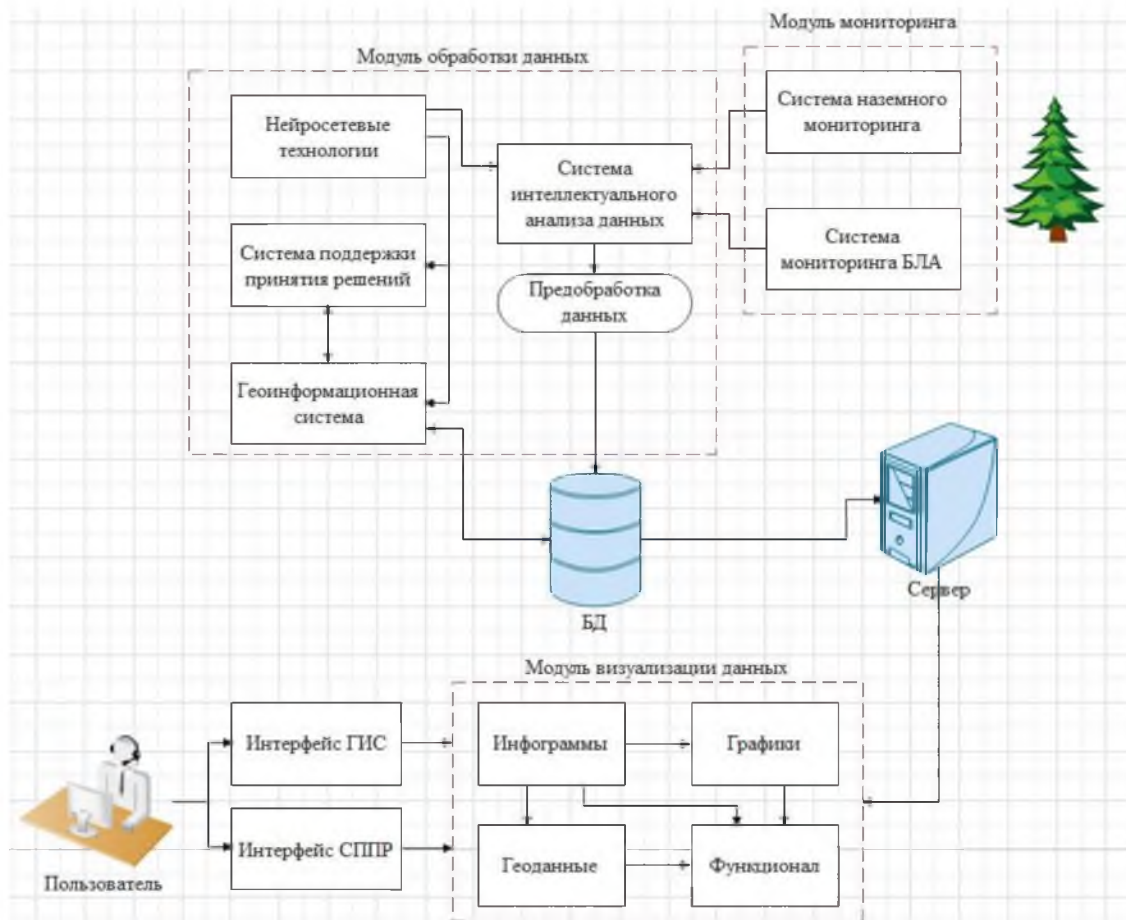 Модуль мониторинга
Модуль обработки данных
Нейросетевые
технологии
Система
интеллектуального
анализа данных
Система наземного
мониторинга
Система поддержки
принятия решений
Система
мониторинга БЛА
Предобработка
данных
Геоинформационная
система
Сервер
БД
Модуль визуализации данных
Интерфейс ГИС
Инфограммы
Графики
Интерфейс СППР
Геоданные
Функционал
Пользователь